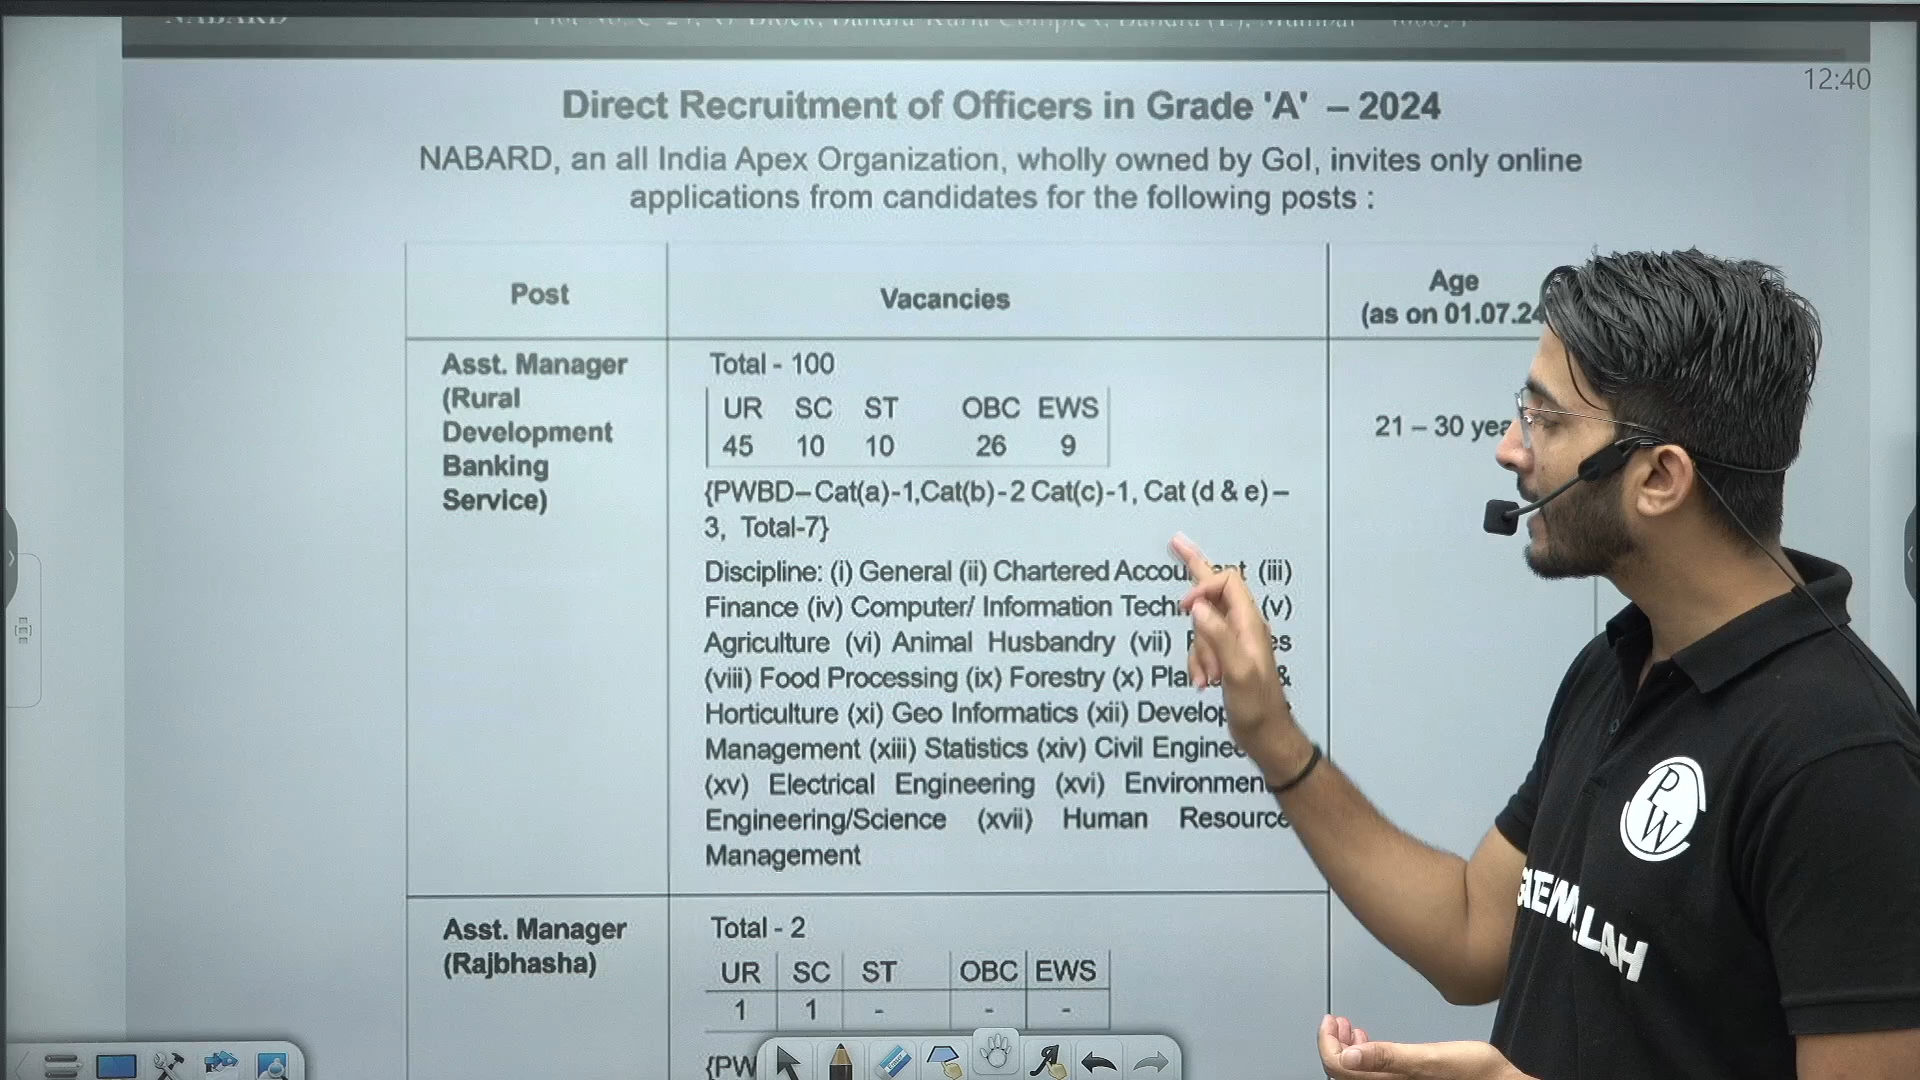 NABARD
12:40
Direct Recruitment of Officers in Grade 'A' – 2024
NABARD, an all India Apex Organization, wholly owned by GoI, invites only online
applications from candidates for the following posts :
Post Vacancies Age
(as on 01.07.24
Asst. Manager
(Rural
Development
Banking
Service)
Total - 100
UR SC ST OBC EWS
45 10 10 26 9
{PWBD–Cat(a)-1,Cat(b)-2 Cat(c)-1, Cat (d & e) –
3, Total-7}
Discipline: (i) General (ii) Chartered (iii)
Finance (iv) Computer/ Information (v)
Agriculture (vi) Animal Husbandry (vii)
(viii) Food Processing (ix) Forestry (x) &
Horticulture (xi) Geo Informatics (xii)
Management (xiii) Statistics (xiv) Civil
(xv) Electrical Engineering (xvi)
Engineering/Science (xvii) Human Resource
Management
21 – 30
Asst. Manager
(Rajbhasha)
Total - 2
UR SC ST OBC EWS
1 1 - - -
{PW
PW